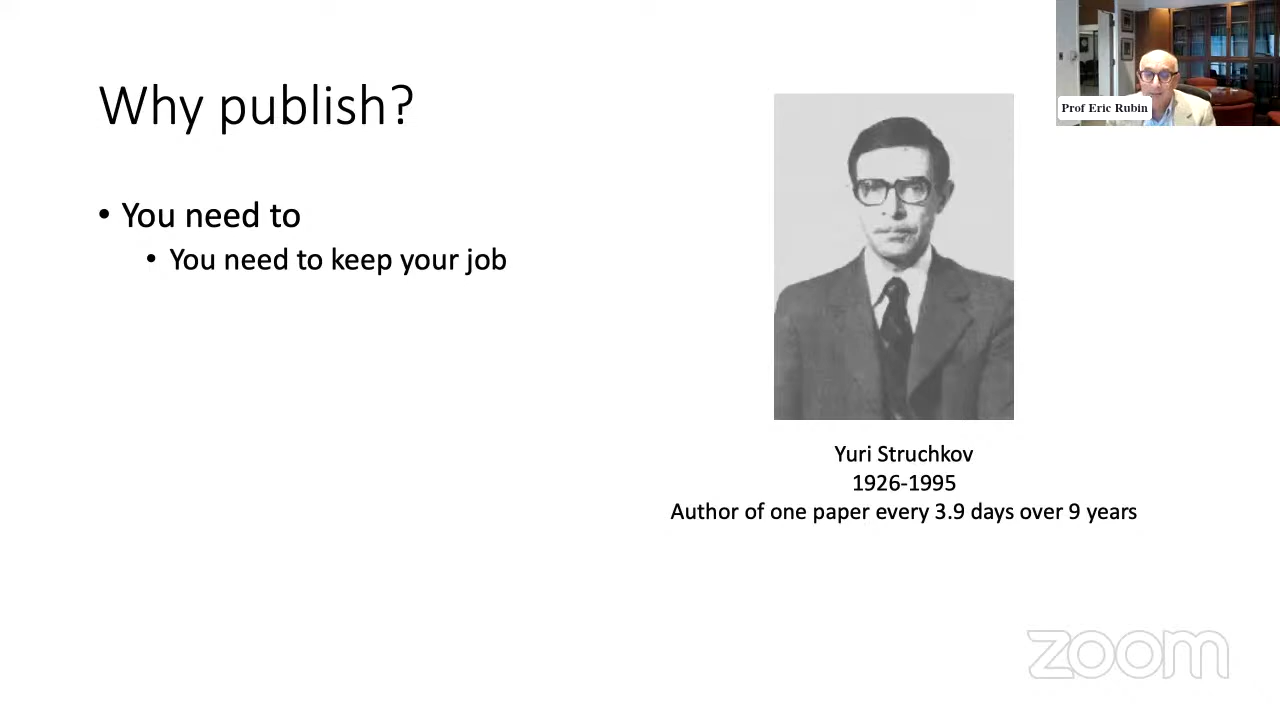 Why publish?
• You need to
• You need to keep your job
Prof Eric Rubin
Yuri Struchkov
1926-1995
Author of one paper every 3.9 days over 9 years
zoom